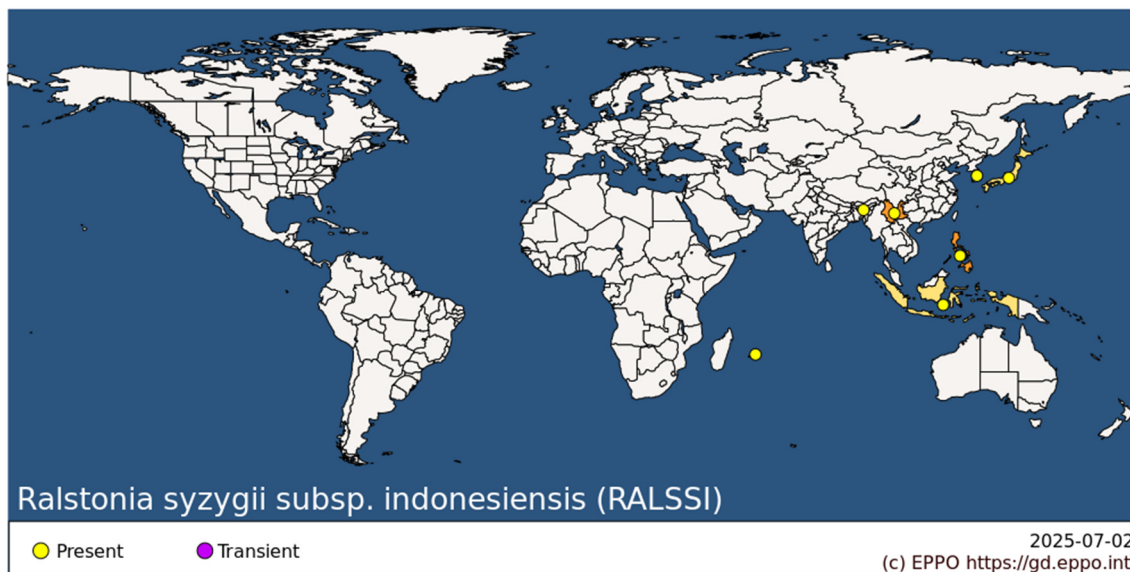 Ralstonia syzygii subsp. indonesiensis (RALSSI)
Present
Transient
2025-07-02
(c) EPPO https://gd.eppo.int